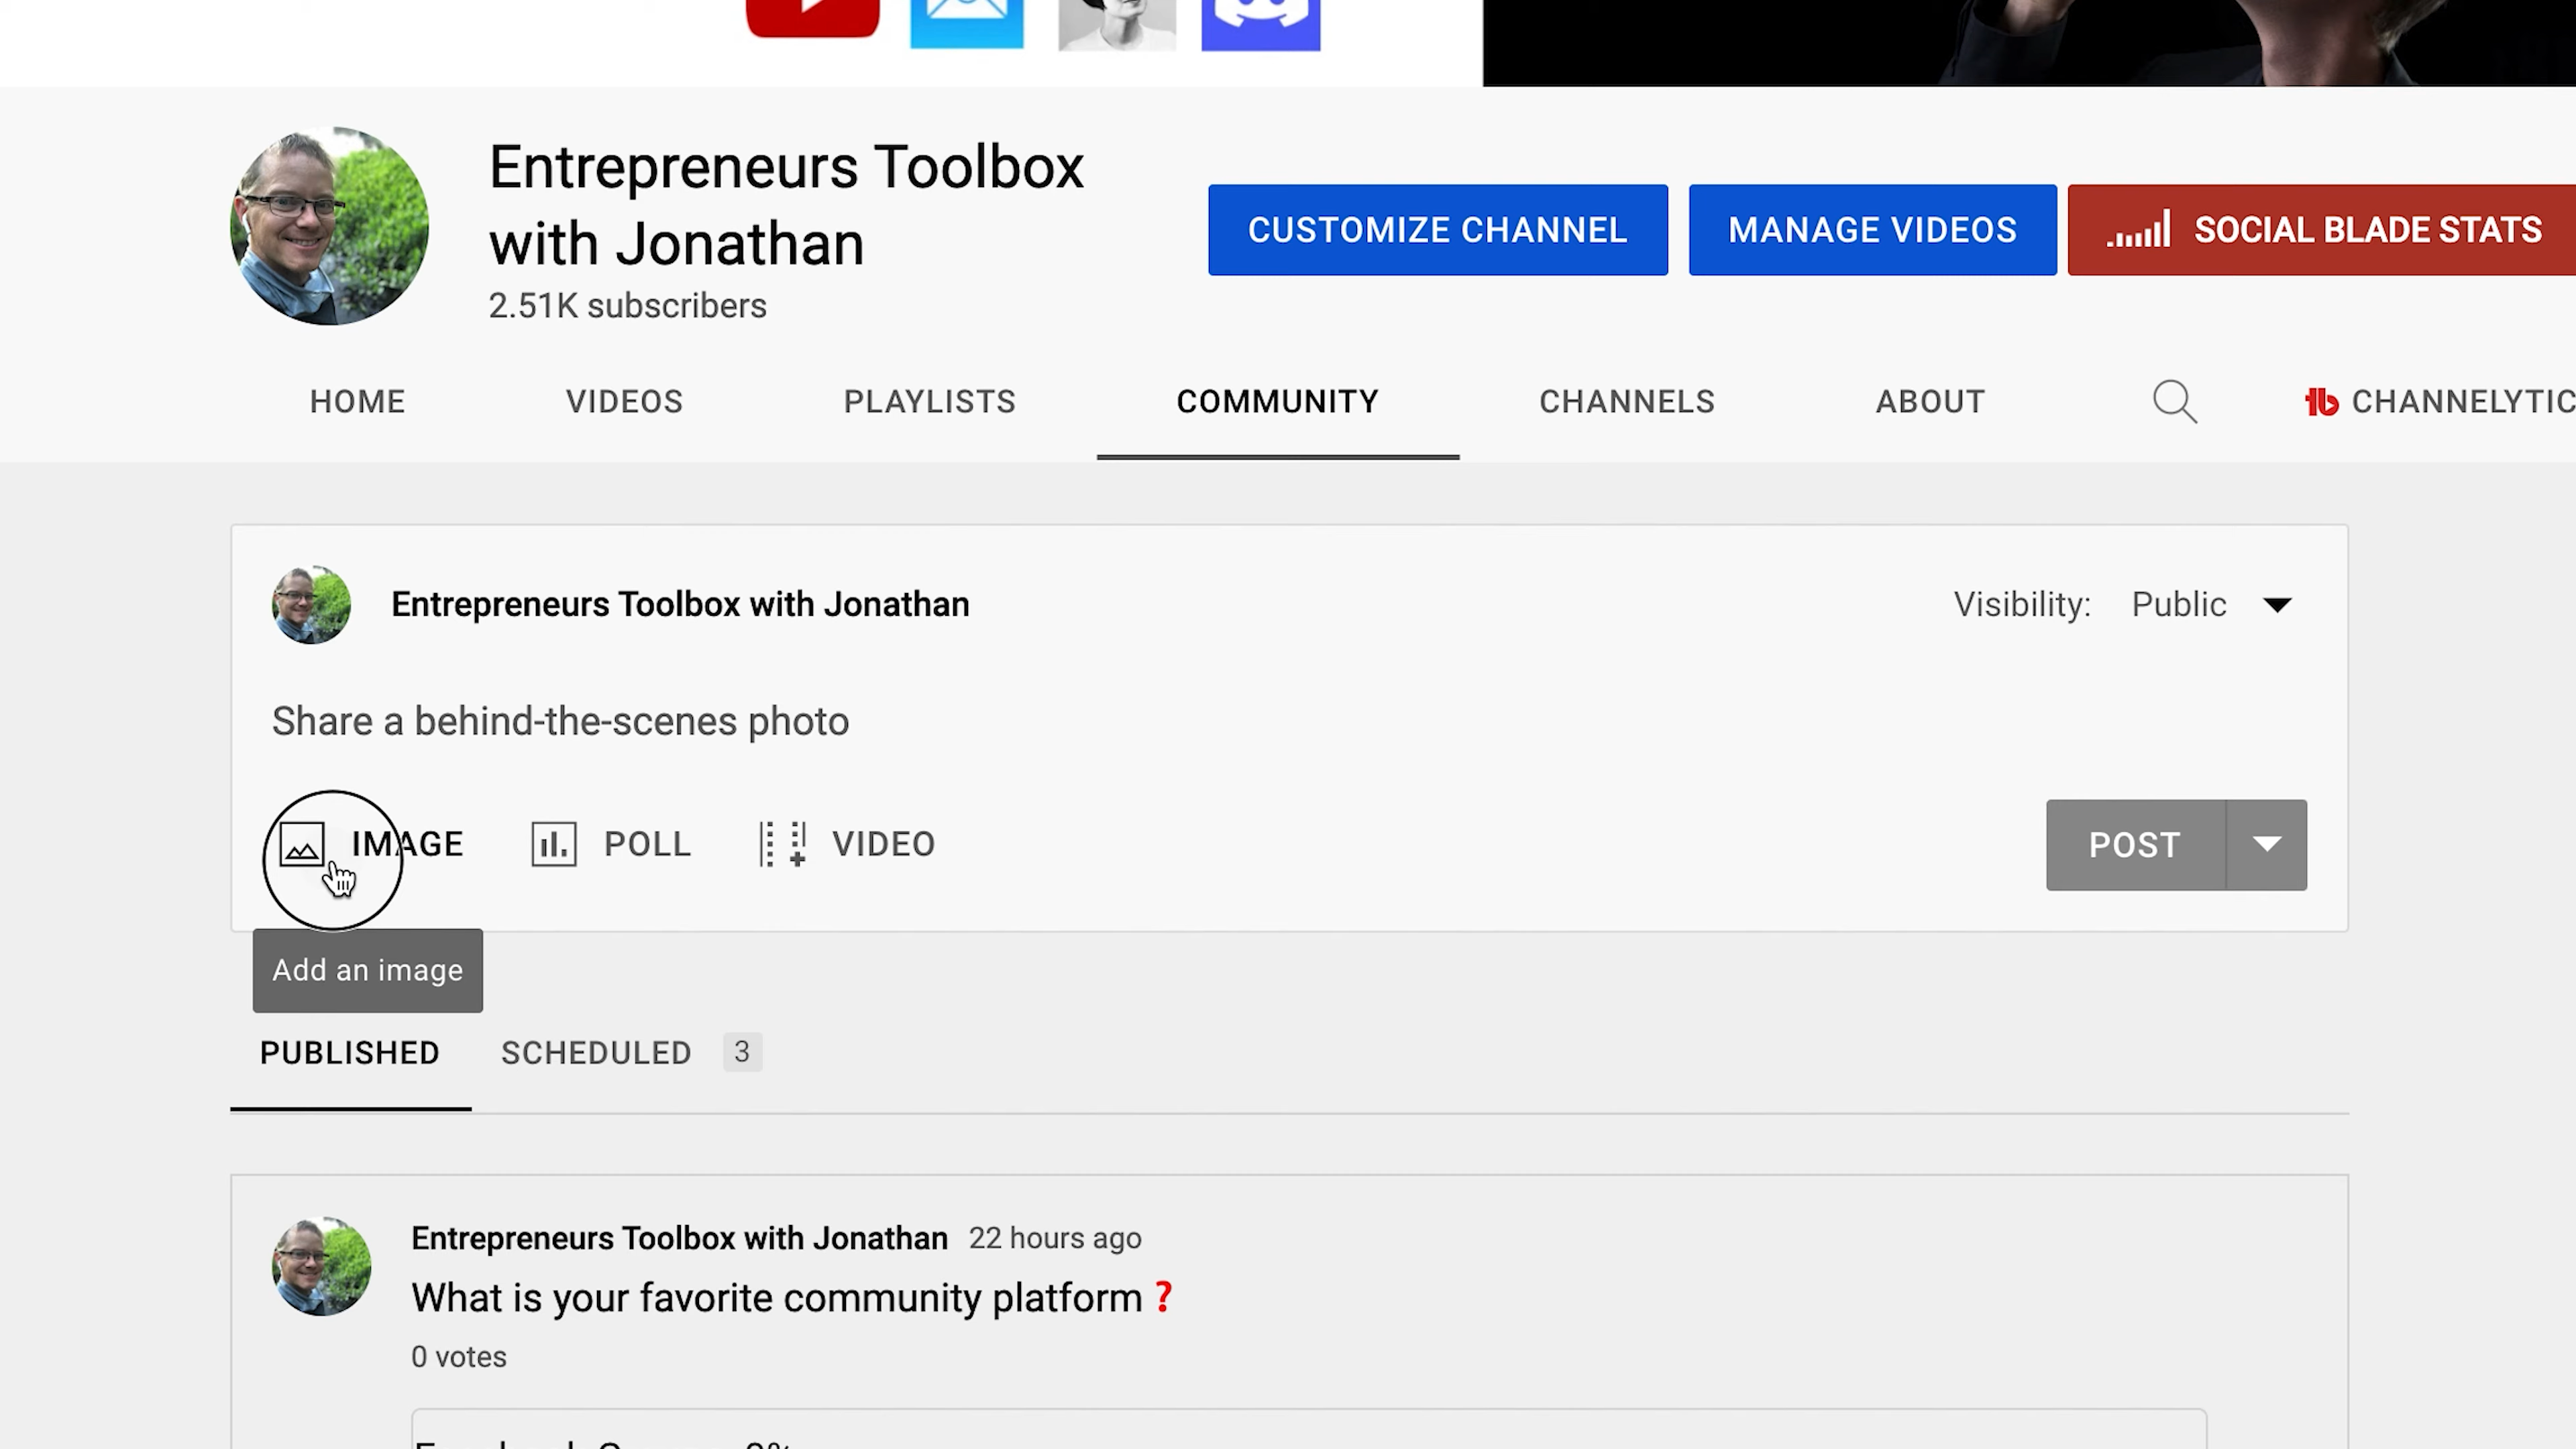 Entrepreneurs Toolbox
with Jonathan
2.51K subscribers
CUSTOMIZE CHANNEL
MANAGE VIDEOS
SOCIAL BLADE STATS
HOME
VIDEOS
PLAYLISTS
COMMUNITY
CHANNELS
ABOUT
CHANNELYTIC
Entrepreneurs Toolbox with Jonathan
Visibility: Public
Share a behind-the-scenes photo
IMAGE
POLL
VIDEO
POST
Add an image
PUBLISHED
SCHEDULED 3
Entrepreneurs Toolbox with Jonathan 22 hours ago
What is your favorite community platform ❓
0 votes